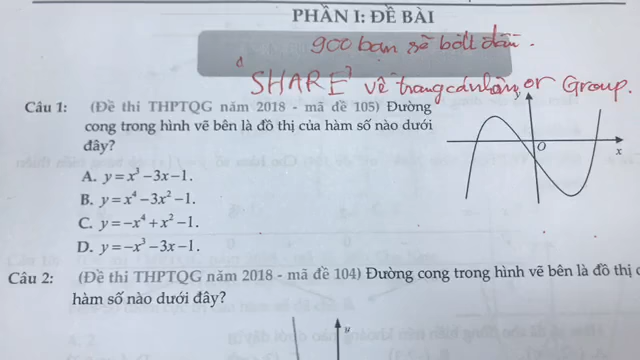 PHẦN I: ĐỀ BÀI
900 bạn sẽ bắt đầu.
SHARE về trang cá nhân, or Group.
Câu 1: (Đề thi THPTQG năm 2018 - mã đề 105) Đường
cong trong hình vẽ bên là đồ thị của hàm số nào dưới
đây?
O
x
A. y = x³ − 3x − 1.
B. y = x⁴ − 3x² − 1.
C. y = −x⁴ + x² − 1.
D. y = −x³ − 3x − 1.
Câu 2: (Đề thi THPTQG năm 2018 - mã đề 104) Đường cong trong hình vẽ bên là đồ thị c
hàm số nào dưới đây?
y